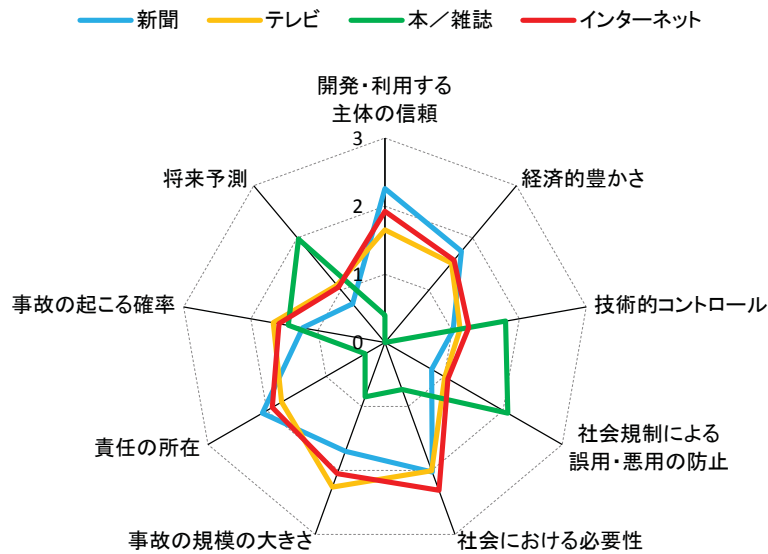 新聞 テレビ 本／雑誌 インターネット
開発・利用する
主体の信頼
経済的豊かさ
技術的コントロール
社会規制による
誤用・悪用の防止
社会における必要性
事故の規模の大きさ
責任の所在
事故の起こる確率
将来予測
3
2
1
0